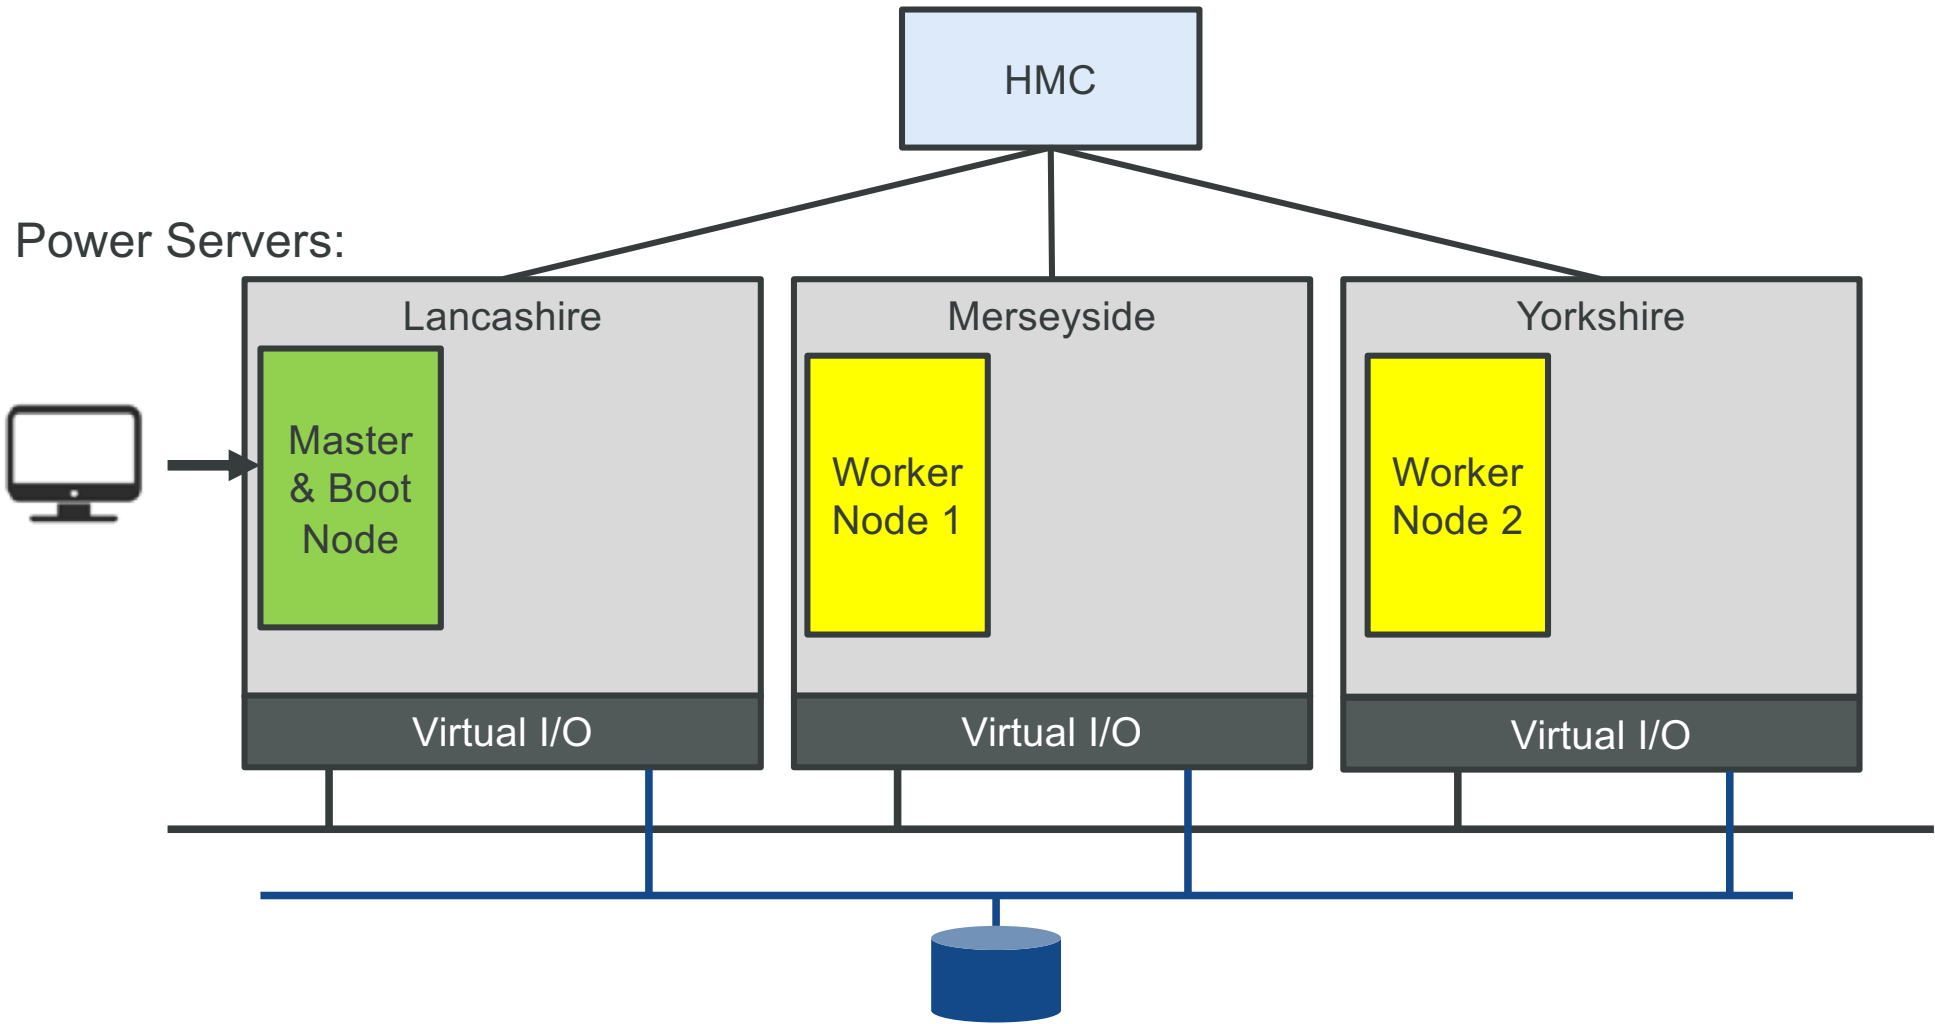 HMC
Power Servers:
Lancashire
Merseyside
Yorkshire
Master
& Boot
Node
Worker
Node 1
Worker
Node 2
Virtual I/O
Virtual I/O
Virtual I/O